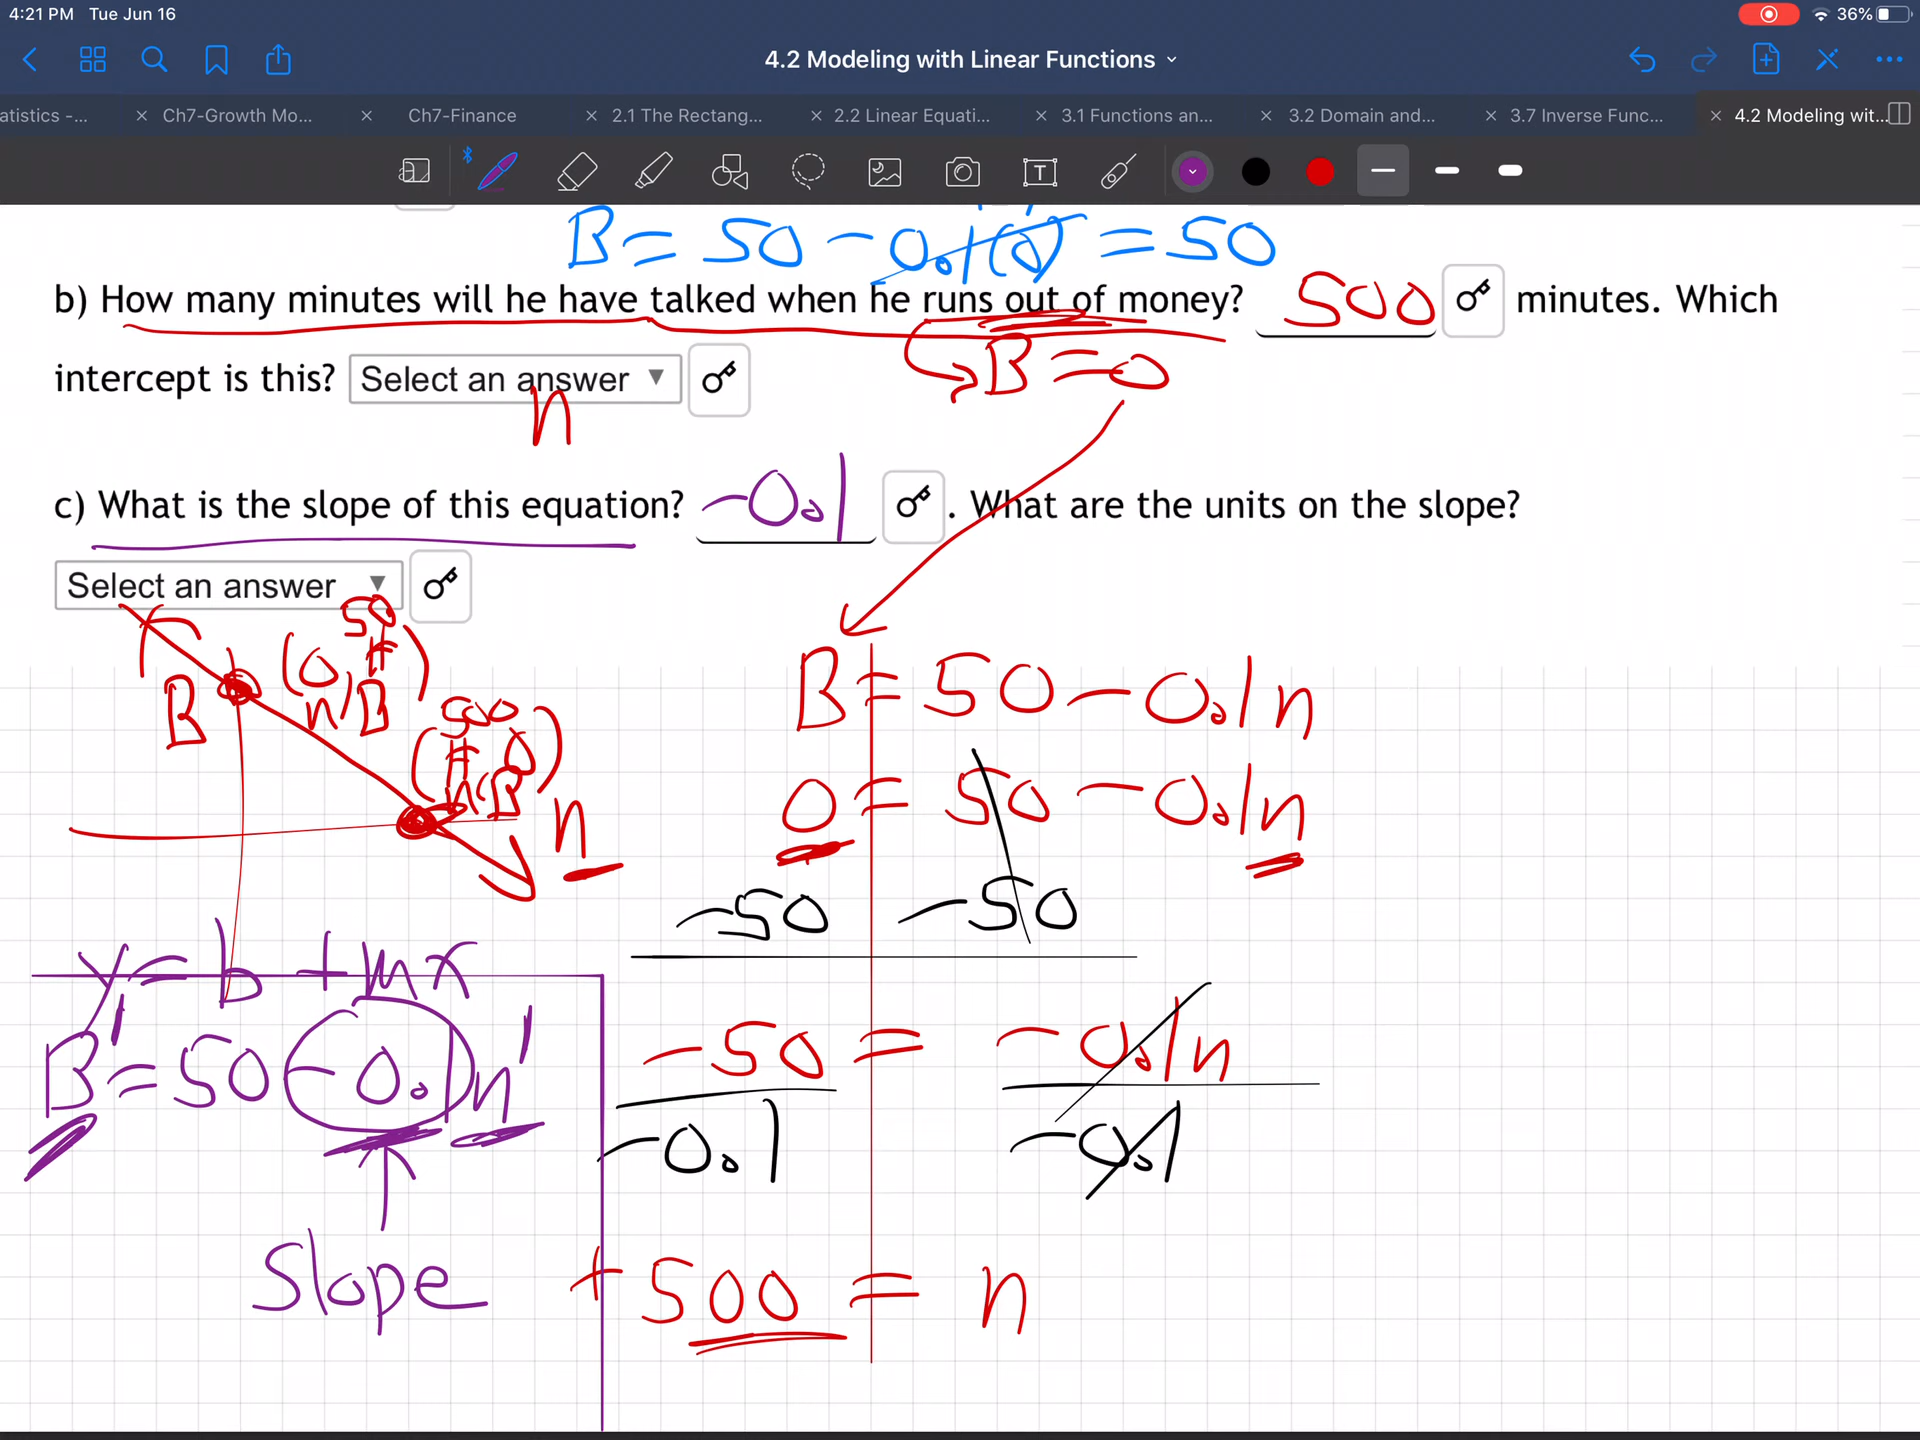 4:21 PM Tue Jun 16
36%
4.2 Modeling with Linear Functions
atistics -...
Ch7-Growth Mo...
Ch7-Finance
2.1 The Rectang...
2.2 Linear Equati...
3.1 Functions an...
3.2 Domain and...
3.7 Inverse Func...
4.2 Modeling wit...
B = 50 - 0.1(0) = 50
b) How many minutes will he have talked when he runs out of money? 500 minutes. Which
B = 0
intercept is this? Select an answer
n
c) What is the slope of this equation? -0.1. What are the units on the slope?
Select an answer
50
(0, )
n, B
B
500
( , 0)
n, B
n
B = 50 - 0.1n
0 = 50 - 0.1n
-50 -50
-50 = -0.1n
-0.1 -0.1
+500 = n
y = b + mx
B = 50 - 0.1n
Slope